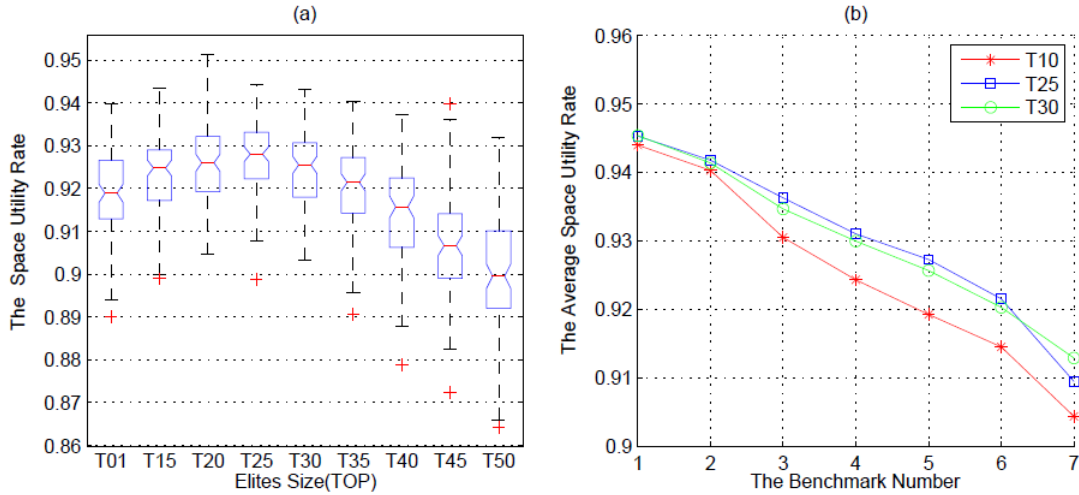 (a)
The Space Utility Rate
0.95
0.94
0.93
0.92
0.91
0.9
0.89
0.88
0.87
0.86
T01 T15 T20 T25 T30 T35 T40 T45 T50
Elites Size(TOP)
(b)
The Average Space Utility Rate
0.96
0.95
0.94
0.93
0.92
0.91
0.9
1 2 3 4 5 6 7
The Benchmark Number
T10
T25
T30